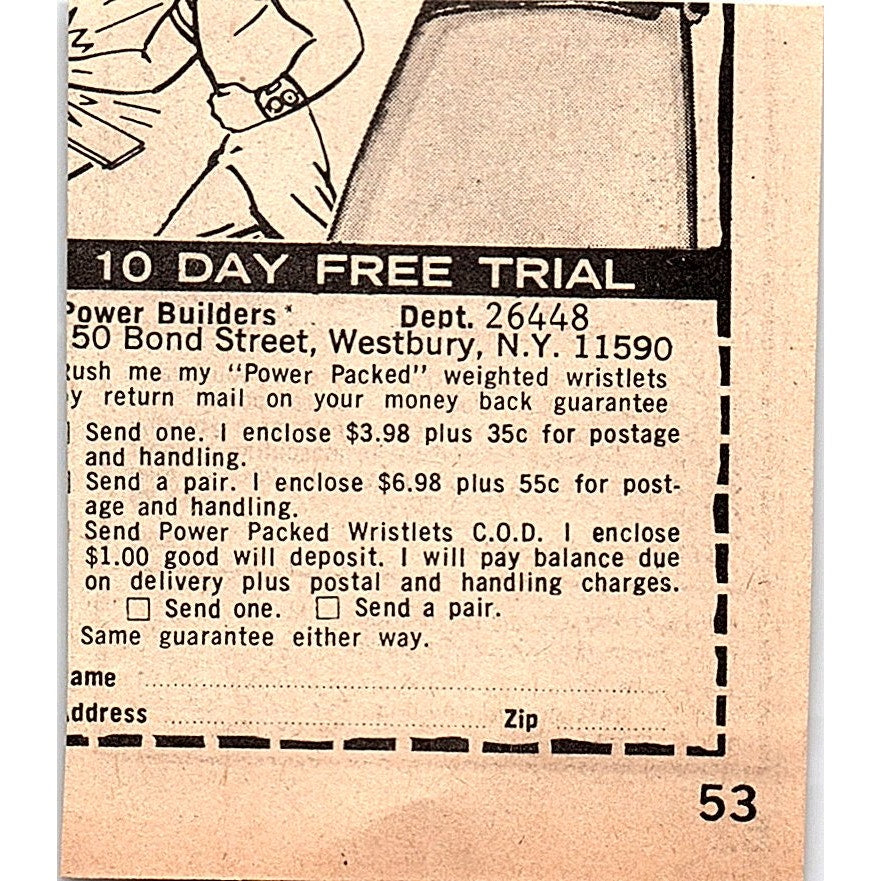 10 DAY FREE TRIAL
Power Builders* Dept. 26448
50 Bond Street, Westbury, N.Y. 11590
ush me my "Power Packed" weighted wristlets
y return mail on your money back guarantee
Send one. I enclose $3.98 plus 35c for postage
and handling.
Send a pair. I enclose $6.98 plus 55c for post-
age and handling.
Send Power Packed Wristlets C.O.D. I enclose
$1.00 good will deposit. I will pay balance due
on delivery plus postal and handling charges.
☐ Send one. ☐ Send a pair.
Same guarantee either way.
ame
ddress Zip
53